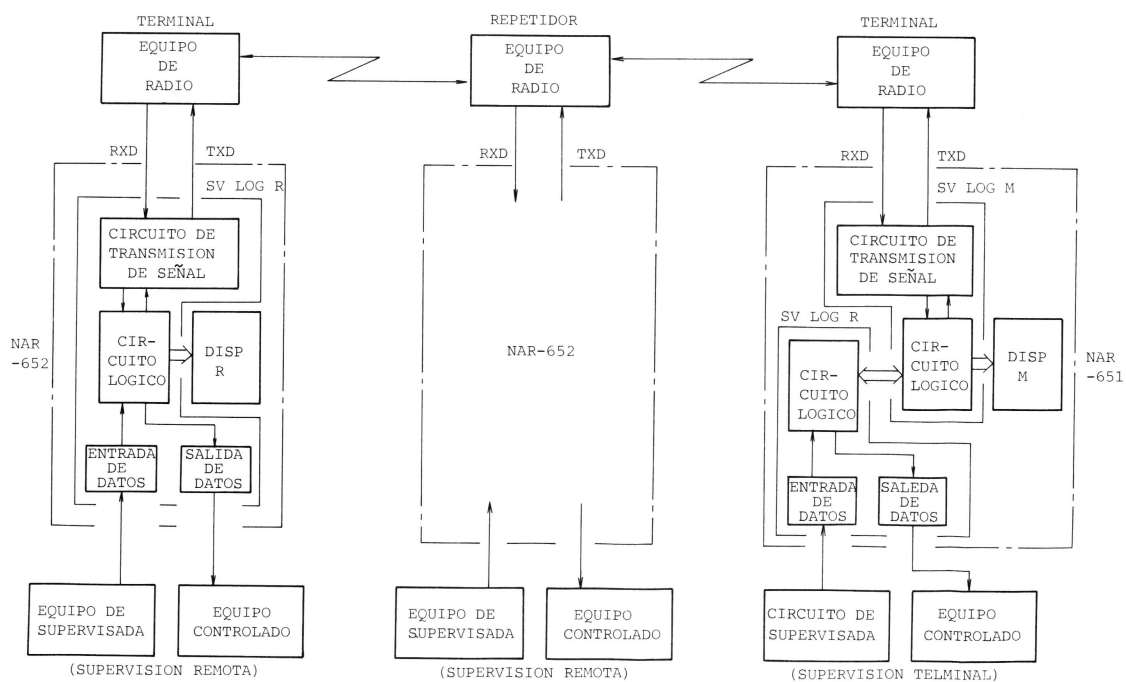 TERMINAL
EQUIPO
DE
RADIO
REPETIDOR
EQUIPO
DE
RADIO
TERMINAL
EQUIPO
DE
RADIO
RXD
TXD
SV LOG R
CIRCUITO DE
TRANSMISION
DE SEÑAL
NAR
-652
CIR-
CUITO
LOGICO
DISP
R
ENTRADA
DE
DATOS
SALIDA
DE
DATOS
EQUIPO DE
SUPERVISADA
EQUIPO
CONTROLADO
(SUPERVISION REMOTA)
RXD
TXD
NAR-652
EQUIPO DE
SUPERVISADA
EQUIPO
CONTROLADO
(SUPERVISION REMOTA)
RXD
TXD
SV LOG M
CIRCUITO DE
TRANSMISION
DE SEÑAL
SV LOG R
CIR-
CUITO
LOGICO
CIR-
CUITO
LOGICO
DISP
M
NAR
-651
ENTRADA
DE
DATOS
SALEDA
DE
DATOS
CIRCUITO DE
SUPERVISADA
EQUIPO
CONTROLADO
(SUPERVISION TELMINAL)